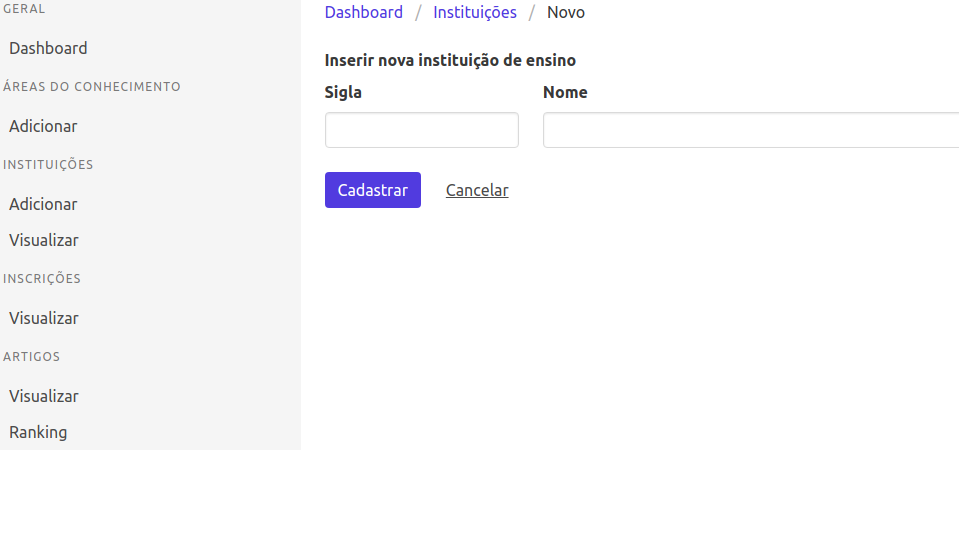 GERAL
Dashboard
ÁREAS DO CONHECIMENTO
Adicionar
INSTITUIÇÕES
Adicionar
Visualizar
INSCRIÇÕES
Visualizar
ARTIGOS
Visualizar
Ranking
Dashboard / Instituições / Novo
Inserir nova instituição de ensino
Sigla Nome
Cadastrar Cancelar